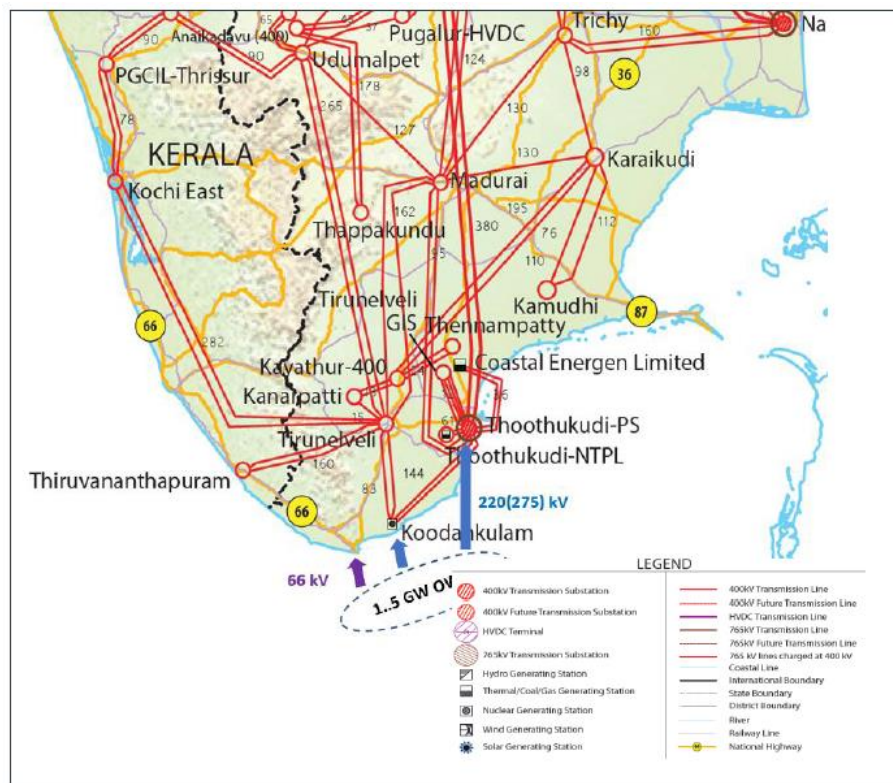 65
45
37
Trichy
160
Na
90
Anaikadavu (400)
Pugalur-HVDC
90
Udumalpet
124
PGCIL-Thrissur
98
36
178
265
130
78
127
KERALA
130
Karaikudi
Kochi East
Madurai
162
195
112
Thappakundu
380
76
95
110
Tirunelveli
Kamudhi
GIS
Thennampatty
66
87
282
Kayathur-400
Coastal Energen Limited
Kanarpatti
36
15
61
Thoothukudi-PS
Tirunelveli
Thoothukudi-NTPL
160
144
Thiruvananthapuram
83
220(275) kV
66
Koodankulam
66 kV
1..5 GW OW
LEGEND
400kV Transmission Substation
400kV Future Transmission Substation
HVDC Terminal
765kV Transmission Substation
Hydro Generating Station
Thermal/Coal/Gas Generating Station
Nuclear Generating Station
Wind Generating Station
Solar Generating Station
400kV Transmission Line
400kV Future Transmission Line
HVDC Transmission Line
765kV Transmission Line
765kV Future Transmission Line
765 kV lines charged at 400 kV
Coastal Line
International Boundary
State Boundary
District Boundary
River
Railway Line
National Highway